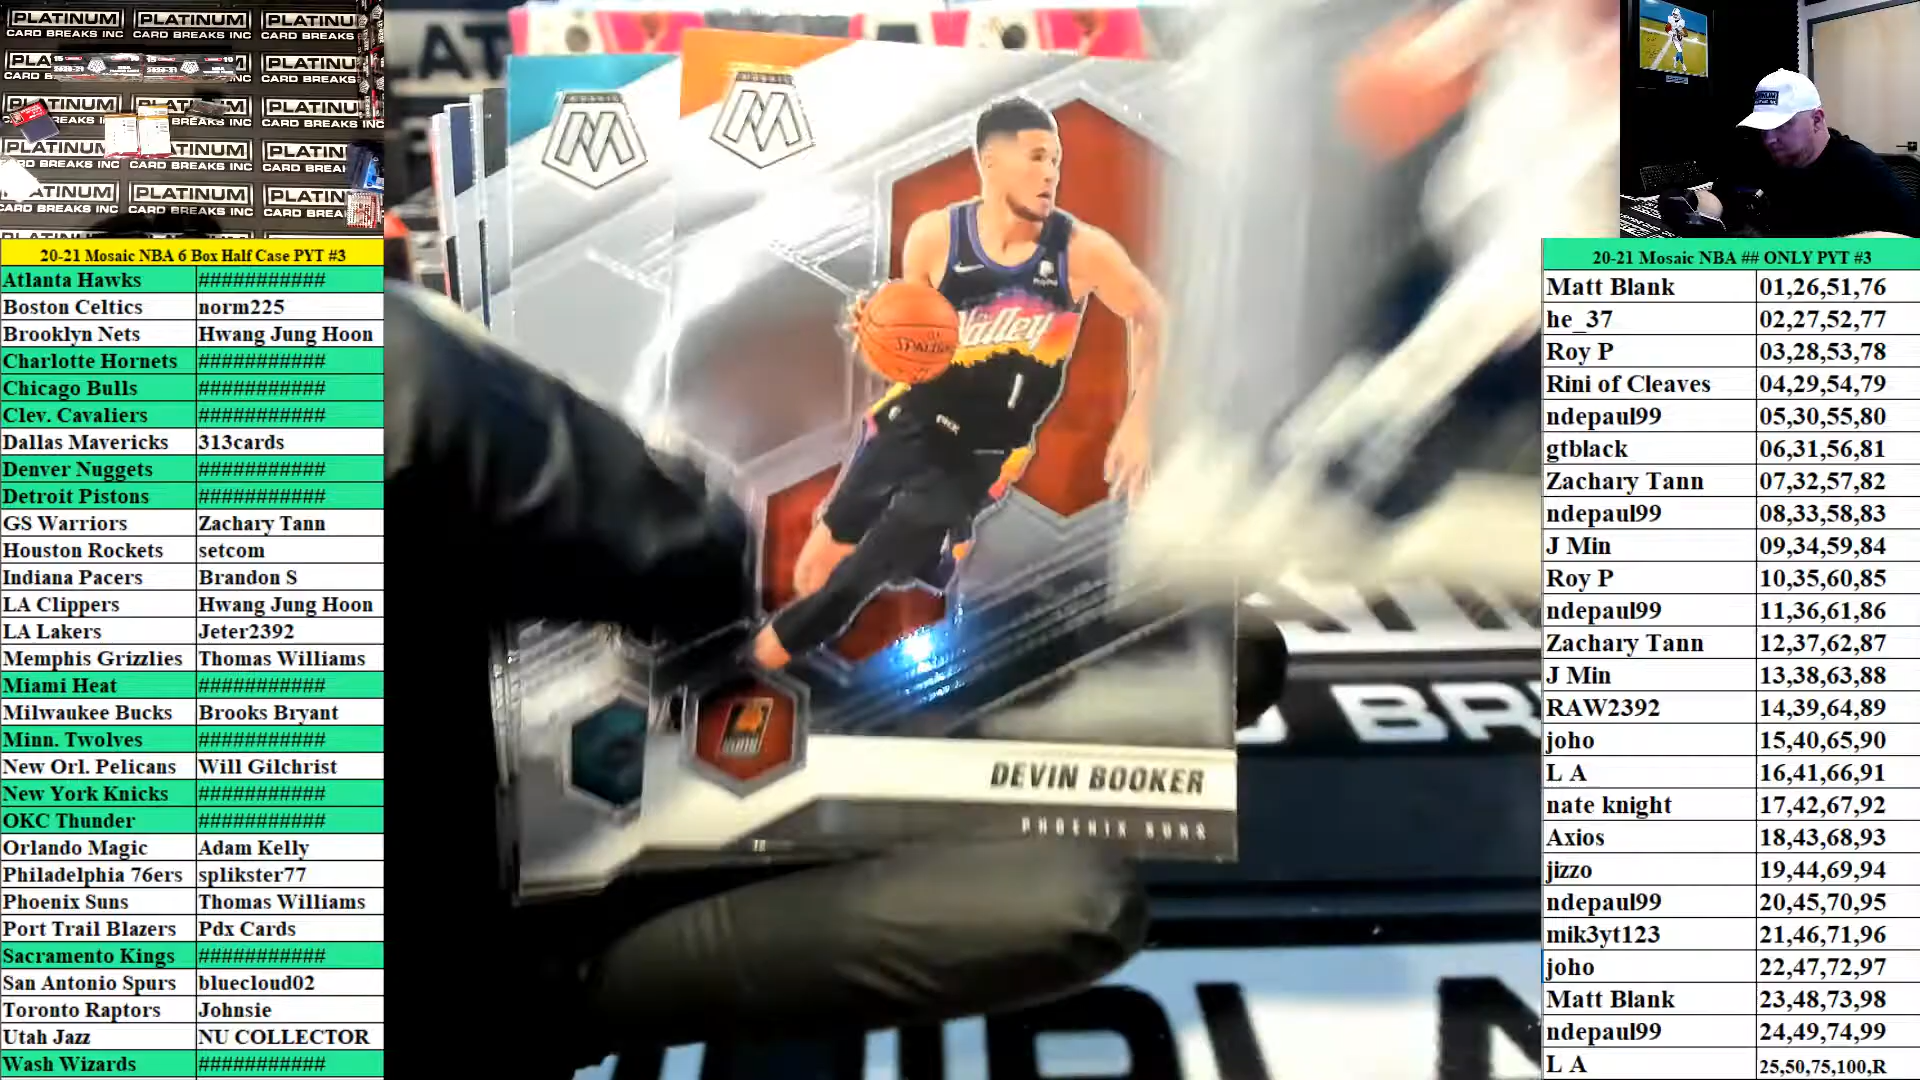 PLATINUM
CARD BREAKS INC
20-21 Mosaic NBA 6 Box Half Case PYT #3
Atlanta Hawks ###########
Boston Celtics norm225
Brooklyn Nets Hwang Jung Hoon
Charlotte Hornets ###########
Chicago Bulls ###########
Clev. Cavaliers ###########
Dallas Mavericks 313cards
Denver Nuggets ###########
Detroit Pistons ###########
GS Warriors Zachary Tann
Houston Rockets setcom
Indiana Pacers Brandon S
LA Clippers Hwang Jung Hoon
LA Lakers Jeter2392
Memphis Grizzlies Thomas Williams
Miami Heat ###########
Milwaukee Bucks Brooks Bryant
Minn. Twolves ###########
New Orl. Pelicans Will Gilchrist
New York Knicks ###########
OKC Thunder ###########
Orlando Magic Adam Kelly
Philadelphia 76ers splikster77
Phoenix Suns Thomas Williams
Port Trail Blazers Pdx Cards
Sacramento Kings ###########
San Antonio Spurs bluecloud02
Toronto Raptors Johnsie
Utah Jazz NU COLLECTOR
Wash Wizards ###########
Valley
1
DEVIN BOOKER
PHOENIX SUNS
20-21 Mosaic NBA ## ONLY PYT #3
Matt Blank 01,26,51,76
he_37 02,27,52,77
Roy P 03,28,53,78
Rini of Cleaves 04,29,54,79
ndepaul99 05,30,55,80
gtblack 06,31,56,81
Zachary Tann 07,32,57,82
ndepaul99 08,33,58,83
J Min 09,34,59,84
Roy P 10,35,60,85
ndepaul99 11,36,61,86
Zachary Tann 12,37,62,87
J Min 13,38,63,88
RAW2392 14,39,64,89
joho 15,40,65,90
L A 16,41,66,91
nate knight 17,42,67,92
Axios 18,43,68,93
jizzo 19,44,69,94
ndepaul99 20,45,70,95
mik3yt123 21,46,71,96
joho 22,47,72,97
Matt Blank 23,48,73,98
ndepaul99 24,49,74,99
L A 25,50,75,100,R